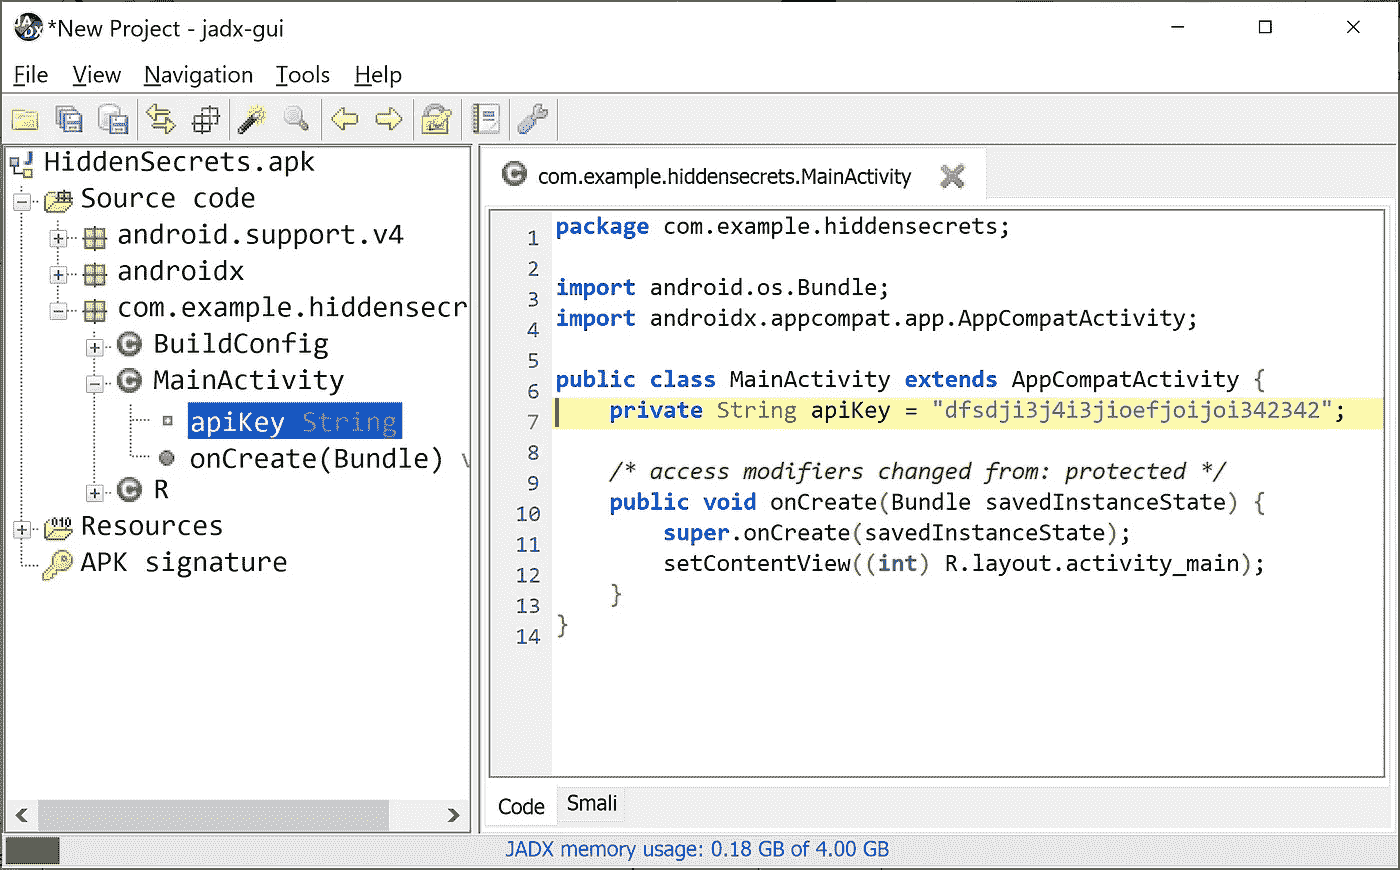 *New Project - jadx-gui
File View Navigation Tools Help
HiddenSecrets.apk
Source code
android.support.v4
androidx
com.example.hiddensecr
BuildConfig
MainActivity
apiKey String
onCreate(Bundle) v
R
Resources
APK signature
com.example.hiddensecrets.MainActivity
1 package com.example.hiddensecrets;
2
3 import android.os.Bundle;
4 import androidx.appcompat.app.AppCompatActivity;
5
6 public class MainActivity extends AppCompatActivity {
7 private String apiKey = "dfsdji3j4i3jioefjoijoi342342";
8
9 /* access modifiers changed from: protected */
10 public void onCreate(Bundle savedInstanceState) {
11 super.onCreate(savedInstanceState);
12 setContentView((int) R.layout.activity_main);
13 }
14 }
Code Smali
JADX memory usage: 0.18 GB of 4.00 GB